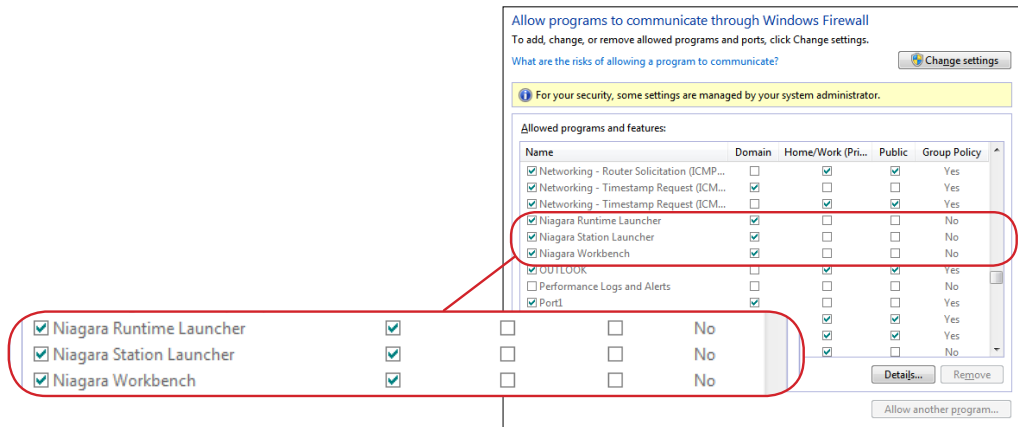 Allow programs to communicate through Windows Firewall
To add, change, or remove allowed programs and ports, click Change settings.
What are the risks of allowing a program to communicate? Change settings
For your security, some settings are managed by your system administrator.
Allowed programs and features:
Name Domain Home/Work (Pri... Public Group Policy
Networking - Router Solicitation (ICMP... Yes
Networking - Timestamp Request (ICM... Yes
Networking - Timestamp Request (ICM... Yes
Niagara Runtime Launcher No
Niagara Station Launcher No
Niagara Workbench No
OUTLOOK Yes
Performance Logs and Alerts No
Port1 Yes
Yes
Yes
No
Niagara Runtime Launcher No
Niagara Station Launcher No
Niagara Workbench No
Details... Remove
Allow another program...